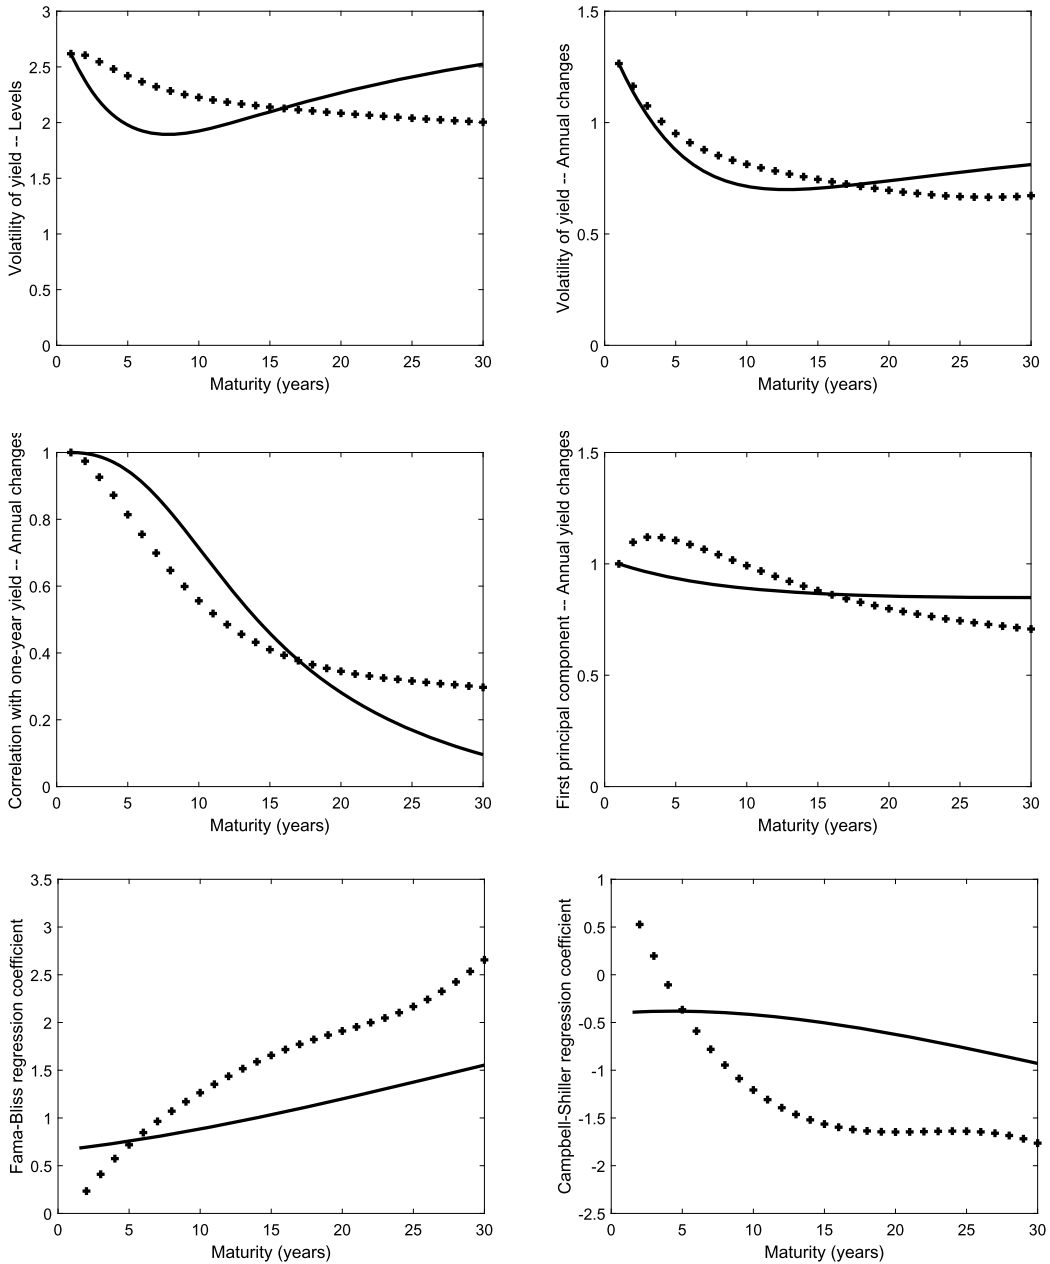 Volatility of yield -- Levels
3
2.5
2
1.5
1
0.5
0
0 5 10 15 20 25 30
Maturity (years)
Volatility of yield -- Annual changes
1.5
1
0.5
0
0 5 10 15 20 25 30
Maturity (years)
Correlation with one-year yield -- Annual changes
1
0.8
0.6
0.4
0.2
0
0 5 10 15 20 25 30
Maturity (years)
First principal component -- Annual yield changes
1.5
1
0.5
0
0 5 10 15 20 25 30
Maturity (years)
Fama-Bliss regression coefficient
3.5
3
2.5
2
1.5
1
0.5
0
0 5 10 15 20 25 30
Maturity (years)
Campbell-Shiller regression coefficient
1
0.5
0
-0.5
-1
-1.5
-2
-2.5
0 5 10 15 20 25 30
Maturity (years)